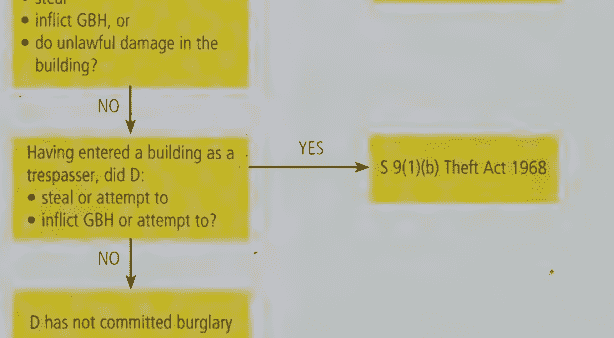 • steal
• inflict GBH, or
• do unlawful damage in the
building?
NO
Having entered a building as a
trespasser, did D:
• steal or attempt to
• inflict GBH or attempt to?
YES
S 9(1)(b) Theft Act 1968
NO
D has not committed burglary